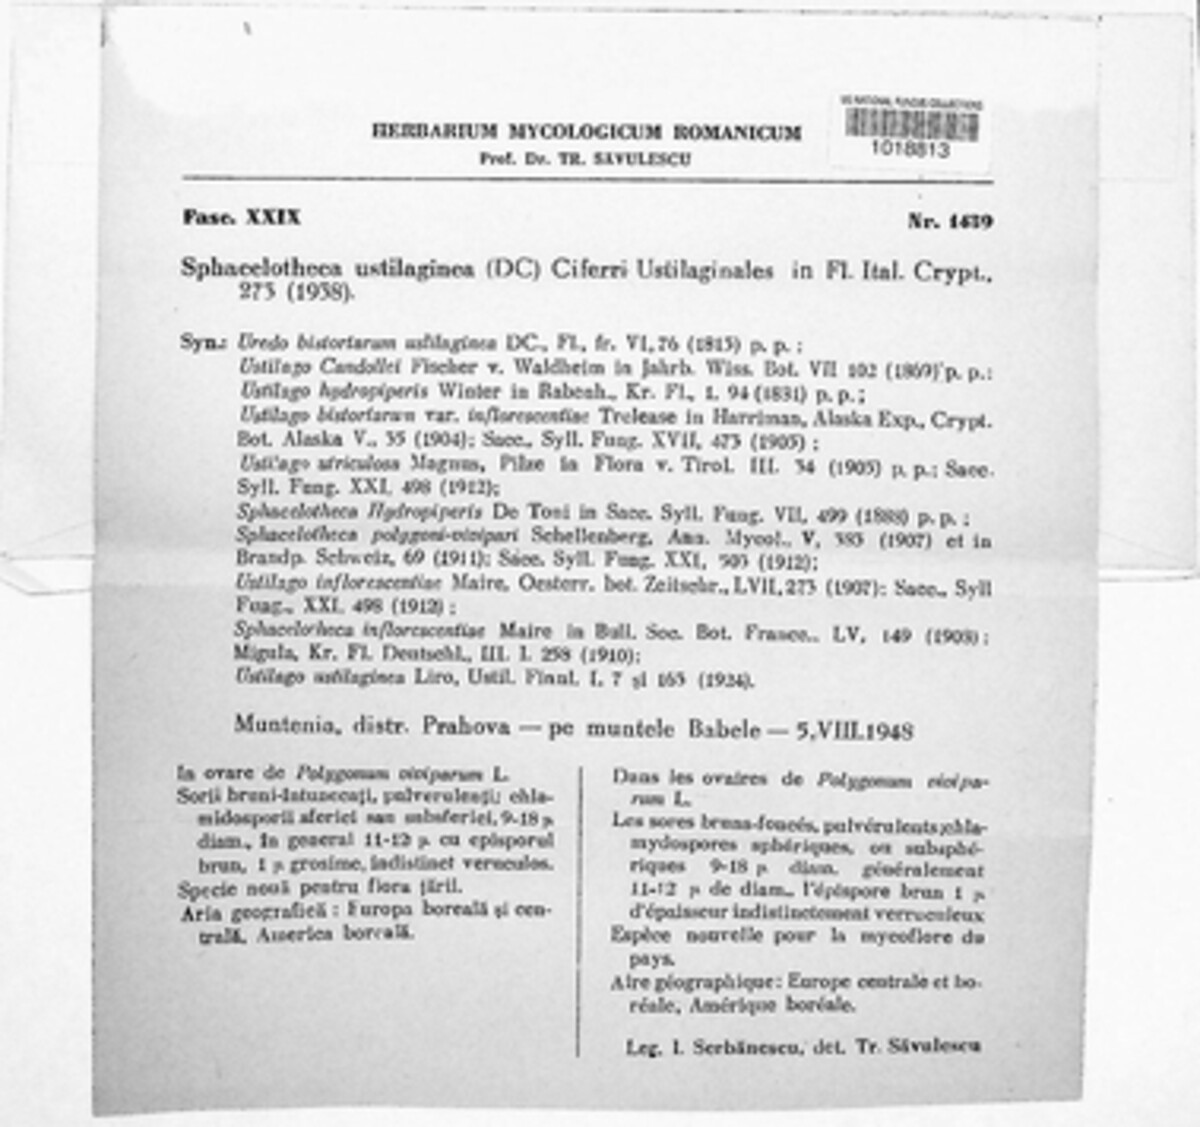 US NATIONAL FUNGUS COLLECTIONS
1018813
HERBARIUM MYCOLOGICUM ROMANICUM
Prof. Dr. TR. SĂVULESCU
Fasc. XXIX
Nr. 1439
Sphacelotheca ustilaginea (DC) Ciferri Ustilaginales in Fl. Ital. Crypt.,
273 (1938).
Syn.: Uredo bistortarum ustilaginea DC., Fl., fr. VI, 76 (1815) p. p. ;
Ustilago Candollei Fischer v. Waldheim in Jahrb. Wiss. Bot. VII 102 (1869) p. p.;
Ustilago hydropiperis Winter in Rabenh., Kr. Fl., I, 94 (1881) p. p. ;
Ustilago bistortarum var. inflorescentiae Trelease in Harriman, Alaska Exp., Crypt.
Bot. Alaska V., 35 (1904); Sacc., Syll. Fung. XVII, 473 (1905) ;
Ustilago utriculosa Magnus, Pilze in Flora v. Tirol. III. 34 (1905) p. p.; Sacc.
Syll. Fung. XXI, 498 (1912);
Sphacelotheca Hydropiperis De Toni in Sacc. Syll. Fung. VII, 499 (1888) p. p. ;
Sphacelotheca polygoni-vivipari Schellenberg, Ann. Mycol., V, 385 (1907) et in
Brandp. Schweiz, 69 (1911); Sacc. Syll. Fung. XXI, 505 (1912);
Ustilago inflorescentiae Maire, Oesterr. bot. Zeitschr., LVII, 273 (1907); Sacc., Syll
Fung., XXI, 498 (1912) ;
Sphacelotheca inflorescentiae Maire in Bull. Soc. Bot. France., LV, 149 (1908) ;
Migula, Kr. Fl. Deutschl., III. I. 258 (1910);
Ustilago ustilaginea Liro, Ustil. Finnl. I, 7 și 165 (1924).
Muntenia, distr. Prahova — pe muntele Babele — 5.VIII.1948
In ovare de Polygonum viviparum L.
Sorii bruni-întunecați, pulverulenți; chla-
midosporii sferici sau subsferici, 9-18 µ
diam., în general 11-12 µ cu episporul
brun, 1 µ grosime, indistinct veruculos.
Specie nouă pentru flora țării.
Aria geografică : Europa boreală și cen-
trală, America boreală.
Dans les ovaires de Polygonum vivipa-
rum L.
Les sores bruns-foncés, pulvérulents; chla-
mydospores sphériques, ou subsphé-
riques 9-18 µ diam. généralement
11-12 µ de diam., l'épispore brun 1 µ
d'épaisseur indistinctement verruculeux
Espèce nouvelle pour la mycoflore du
pays.
Aire géographique : Europe centrale et bo-
réale, Amérique boréale.
Leg. I. Serbănescu, det. Tr. Săvulescu